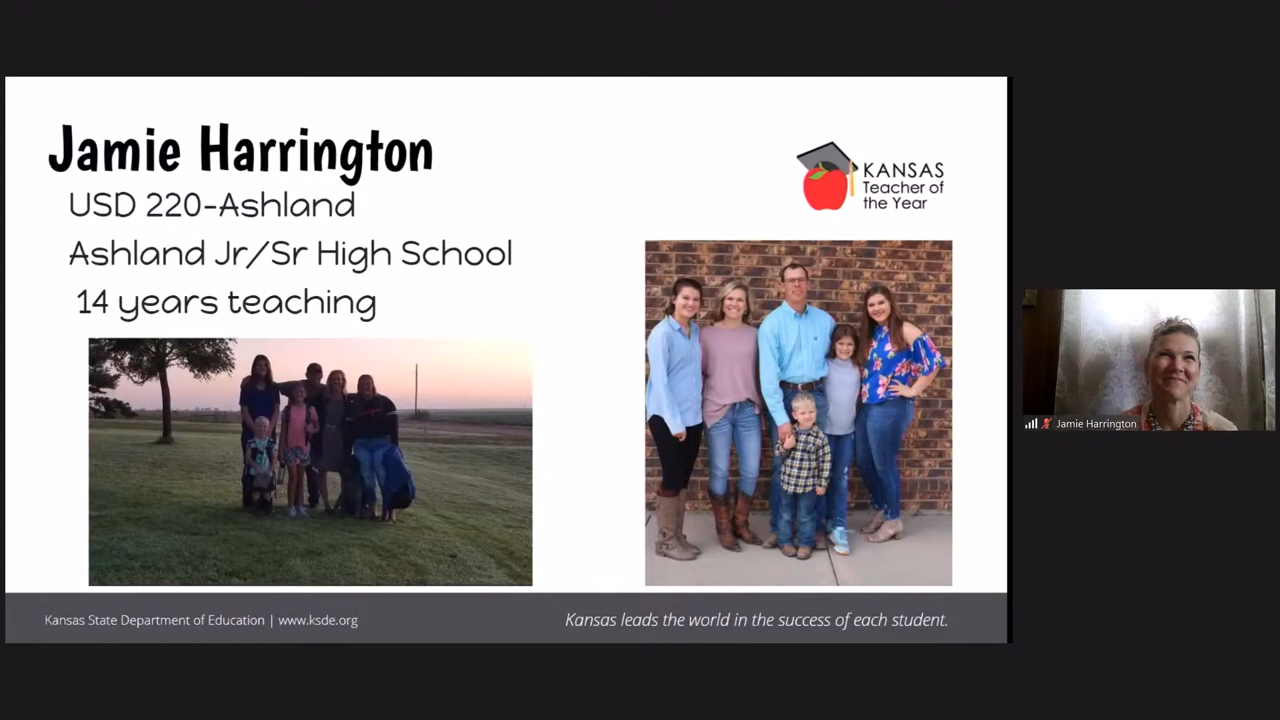 Jamie Harrington
USD 220-Ashland
Ashland Jr/Sr High School
14 years teaching
KANSAS
Teacher of
the Year
Jamie Harrington
Kansas State Department of Education | www.ksde.org
Kansas leads the world in the success of each student.